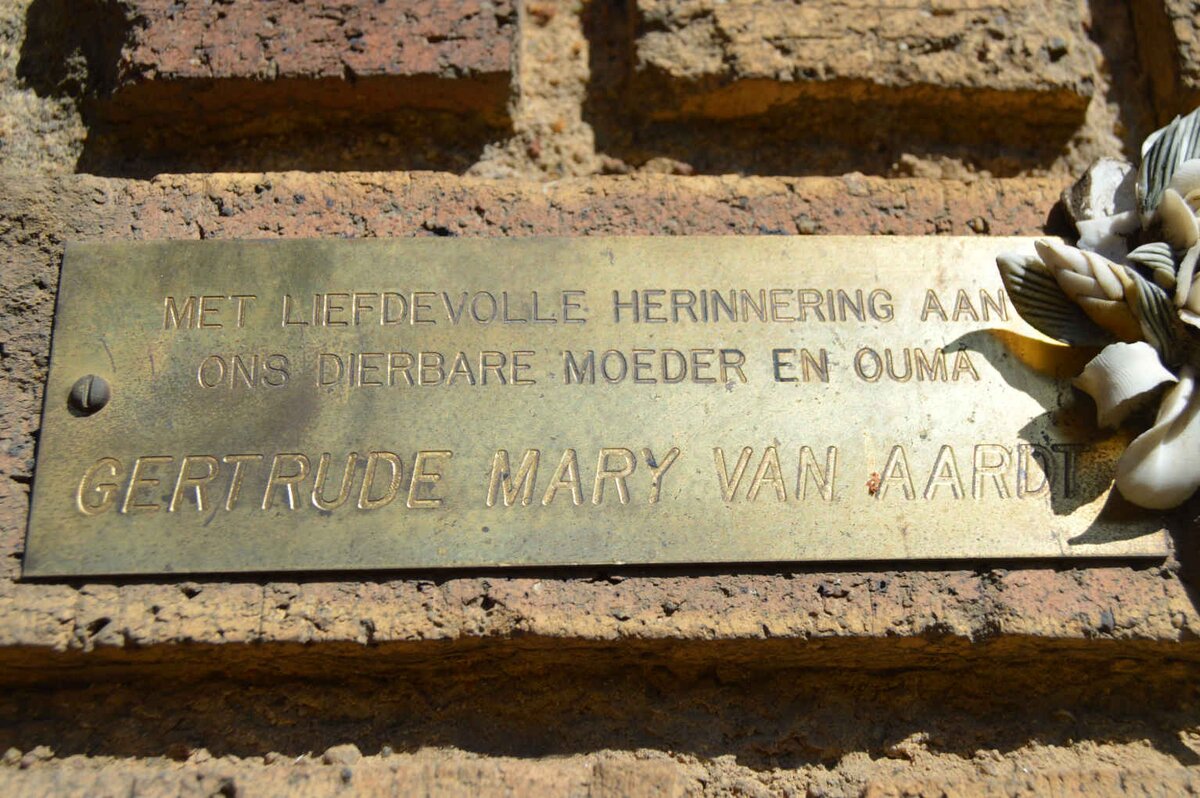 MET LIEFDEVOLLE HERINNERING AAN
ONS DIERBARE MOEDER EN OUMA
GERTRUDE MARY VAN AARDT